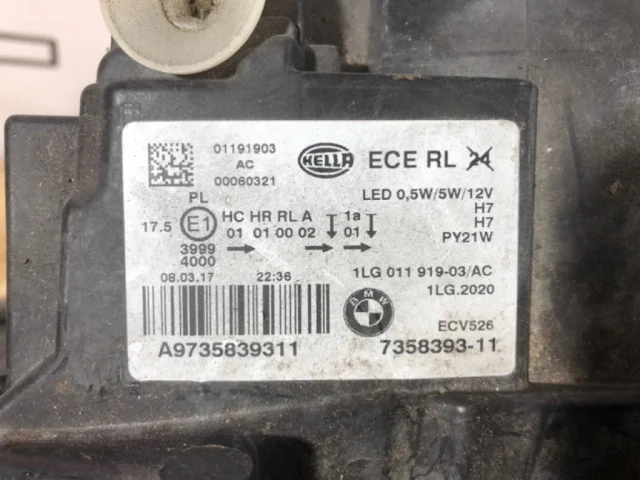 01191903
AC
00060321
HELLA ECE RL 24
PL
LED 0,5W/5W/12V
H7
H7
PY21W
17.5 E1 HC HR RL A 1a
01 01 00 02 01
3999
4000
08.03.17 22:36
1LG 011 919-03/AC
1LG.2020
BMW
ECV526
A9735839311 7358393-11